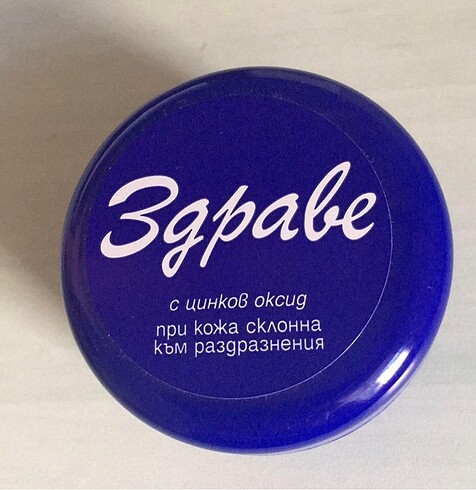 Здраве
с цинков оксид
при кожа склонна
към раздразнения